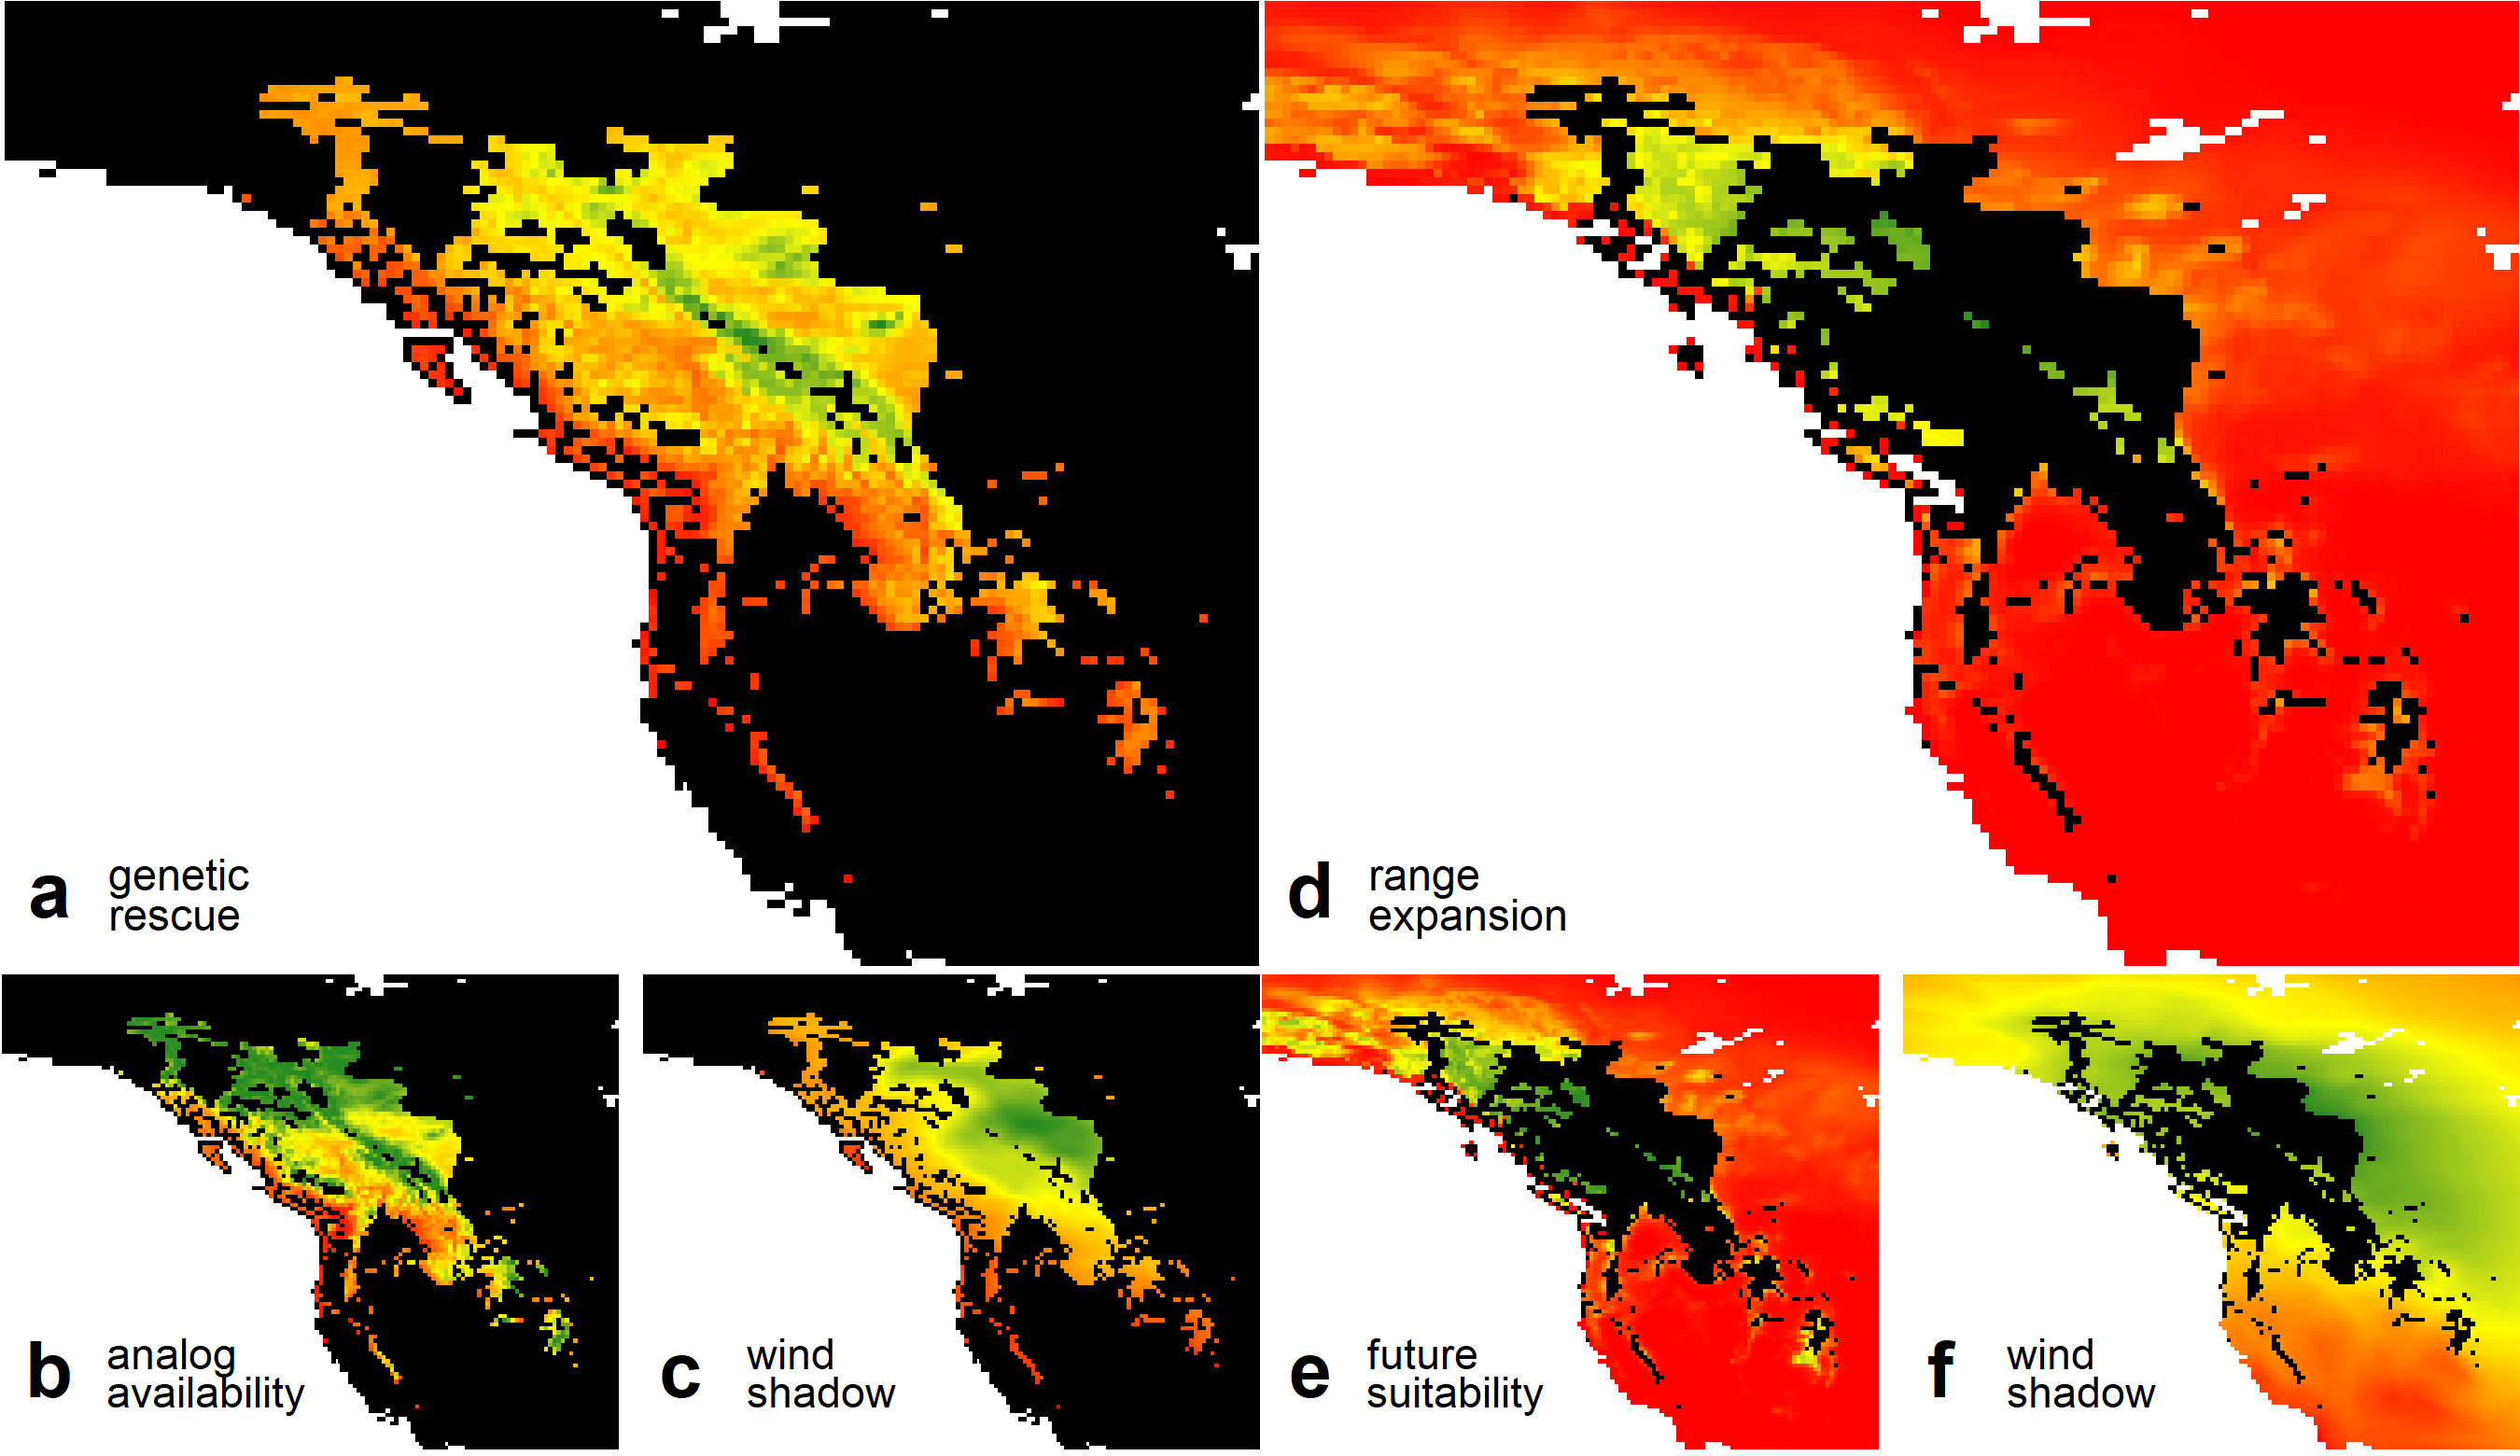 a genetic
rescue
d range
expansion
b analog
availability
c wind
shadow
e future
suitability
f wind
shadow